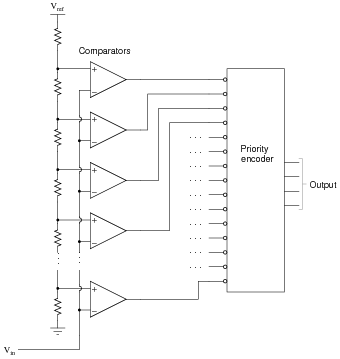 Vref
Comparators
+
−
+
−
+
−
+
−
+
−
Priority
encoder
Output
Vin